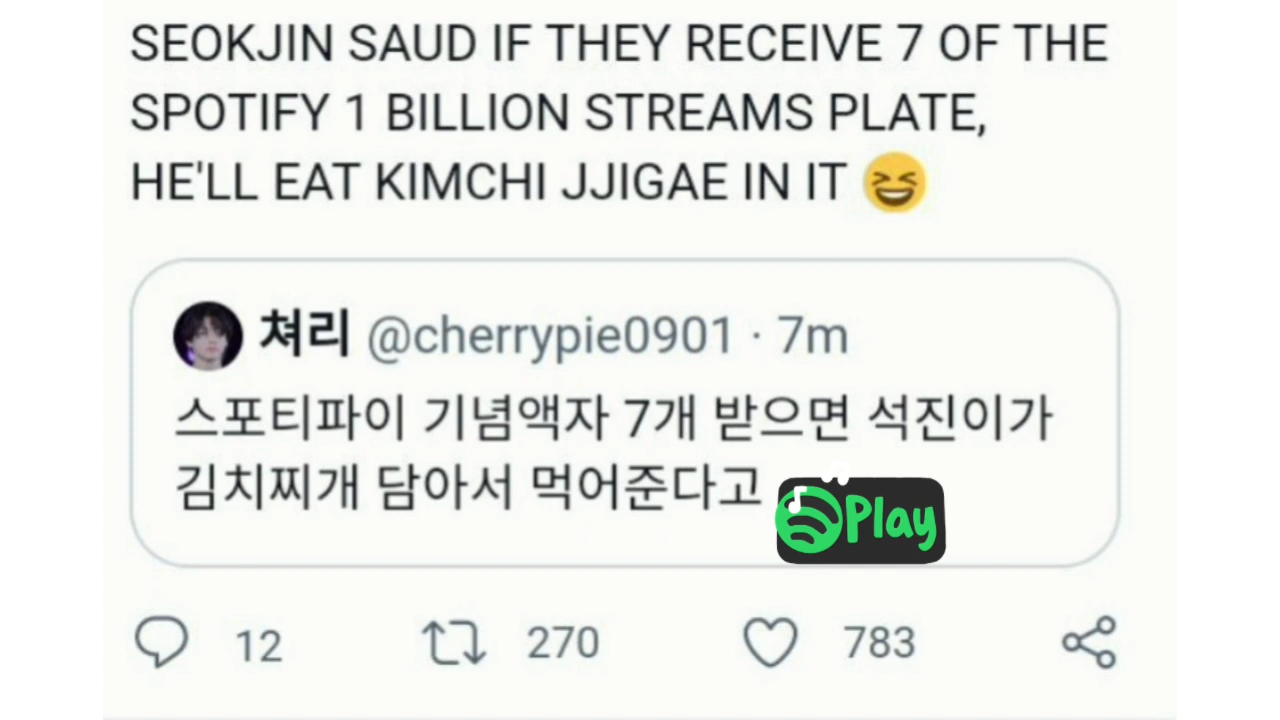 SEOKJIN SAUD IF THEY RECEIVE 7 OF THE
SPOTIFY 1 BILLION STREAMS PLATE,
HE'LL EAT KIMCHI JJIGAE IN IT 😆
쳐리 @cherrypie0901 · 7m
스포티파이 기념액자 7개 받으면 석진이가
김치찌개 담아서 먹어준다고
Play
12 270 783